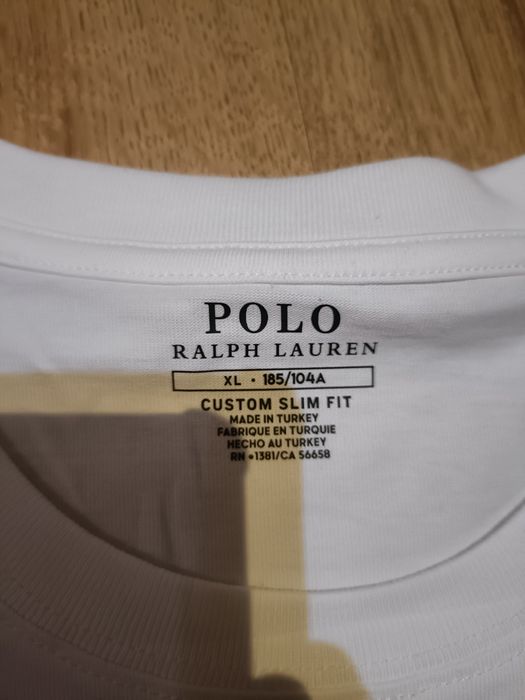 POLO
RALPH LAUREN
XL • 185/104A
CUSTOM SLIM FIT
MADE IN TURKEY
FABRIQUE EN TURQUIE
HECHO AU TURKEY
RN •1381/CA 56658